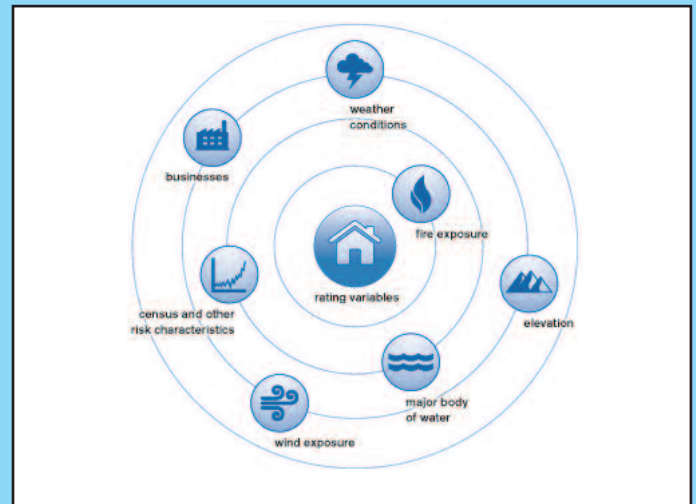 weather
conditions
businesses
fire exposure
rating variables
census and other
risk characteristics
elevation
major body
of water
wind exposure